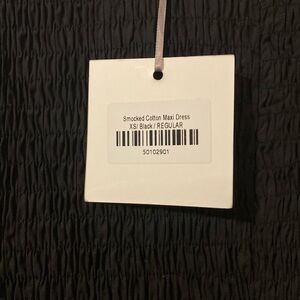 Smocked Cotton Maxi Dress
XS/ Black / REGULAR
50102901